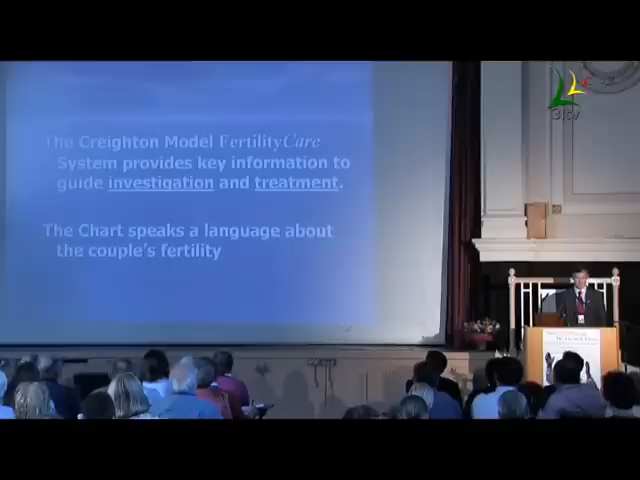 The Creighton Model FertilityCare
System provides key information to
guide investigation and treatment.
The Chart speaks a language about
the couple's fertility